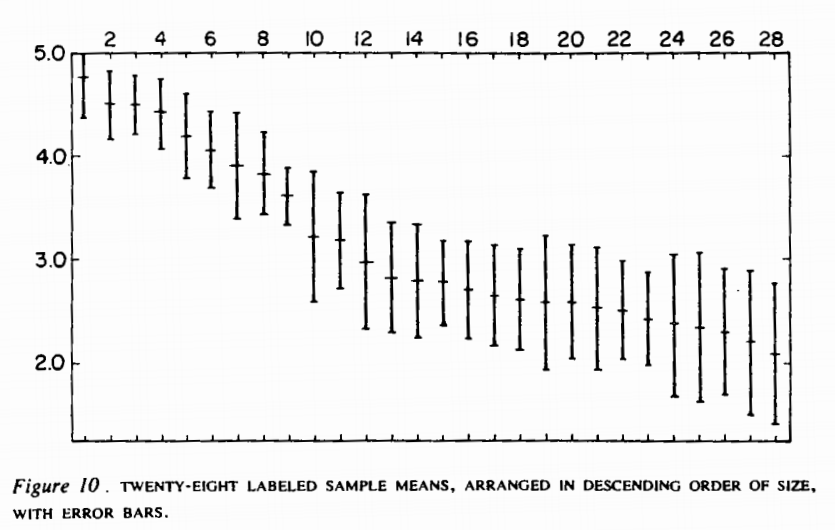 2 4 6 8 10 12 14 16 18 20 22 24 26 28
5.0
4.0
3.0
2.0
Figure 10. TWENTY-EIGHT LABELED SAMPLE MEANS, ARRANGED IN DESCENDING ORDER OF SIZE,
WITH ERROR BARS.